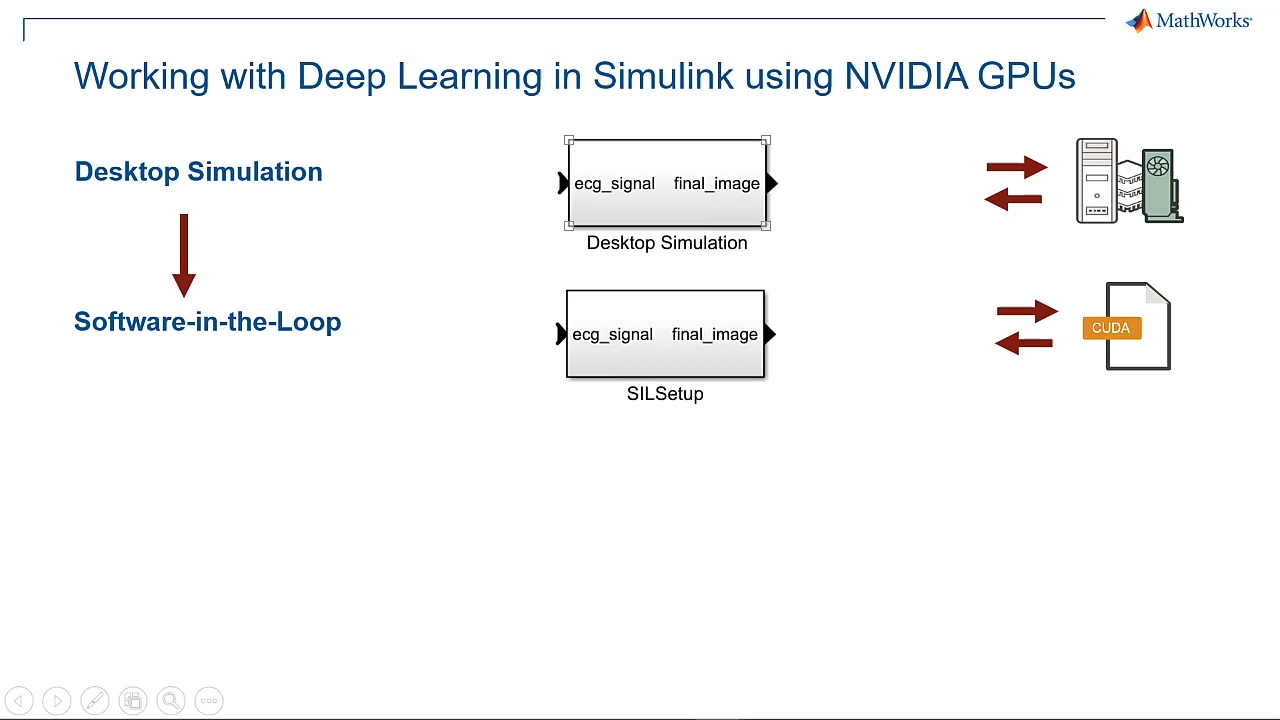 MathWorks
Working with Deep Learning in Simulink using NVIDIA GPUs
Desktop Simulation
ecg_signal final_image
Desktop Simulation
Software-in-the-Loop
ecg_signal final_image
CUDA
SILSetup